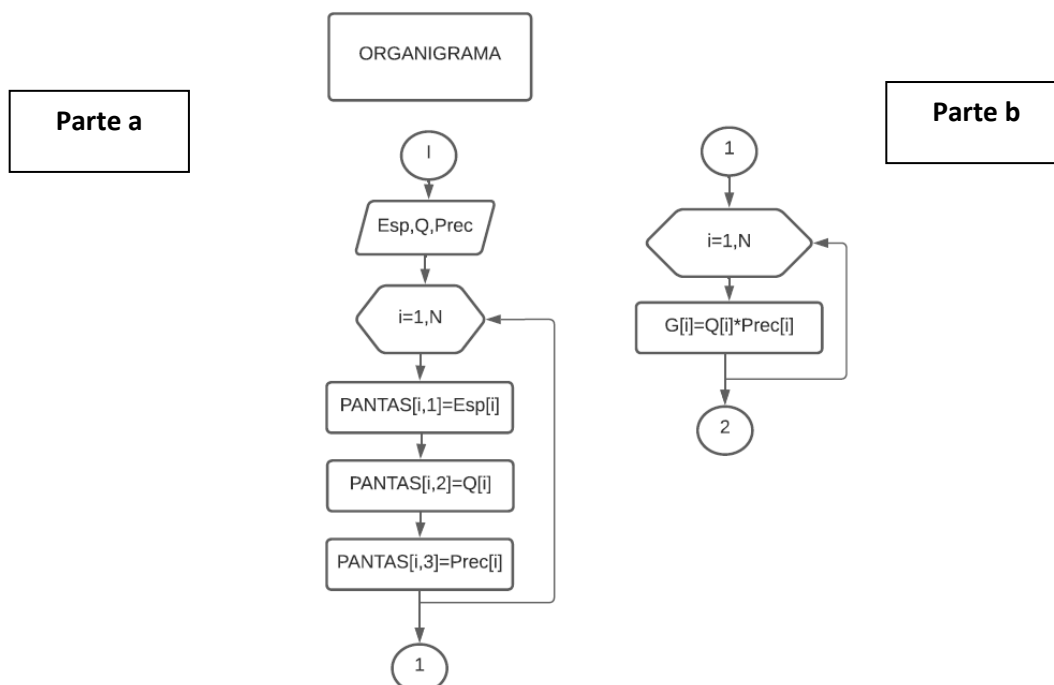 ORGANIGRAMA
Parte a
I
Esp,Q,Prec
i=1,N
PANTAS[i,1]=Esp[i]
PANTAS[i,2]=Q[i]
PANTAS[i,3]=Prec[i]
1
Parte b
1
i=1,N
G[i]=Q[i]*Prec[i]
2